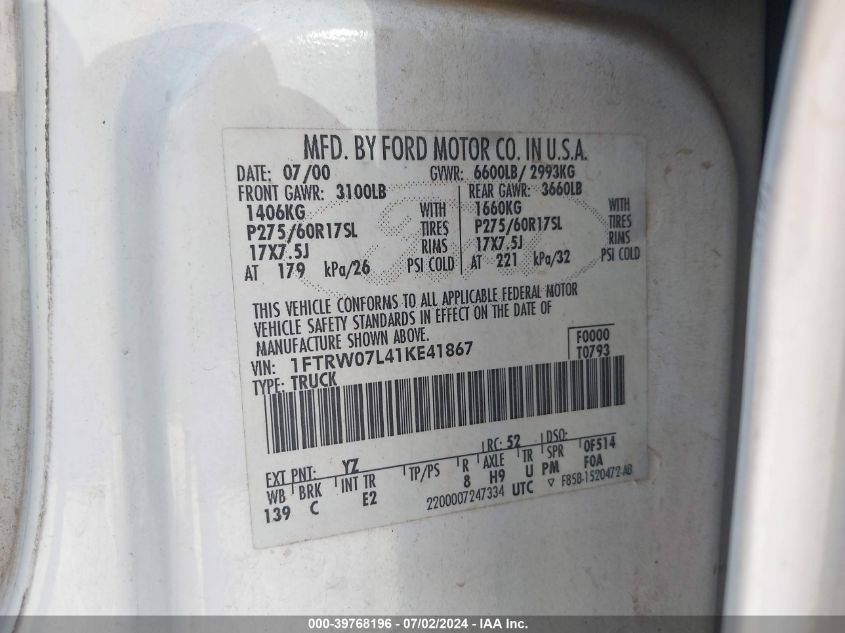 MFD. BY FORD MOTOR CO. IN U.S.A.
DATE: 07/00 GVWR: 6600LB/ 2993KG
FRONT GAWR: 3100LB REAR GAWR: 3660LB
1406KG WITH 1660KG WITH
P275/60R17SL TIRES P275/60R17SL TIRES
17X7.5J RIMS 17X7.5J RIMS
AT 179 kPa/26 PSI COLD AT 221 kPa/32 PSI COLD
THIS VEHICLE CONFORMS TO ALL APPLICABLE FEDERAL MOTOR
VEHICLE SAFETY STANDARDS IN EFFECT ON THE DATE OF
MANUFACTURE SHOWN ABOVE.
VIN: 1FTRW07L41KE41867 F0000
TYPE: TRUCK T0793
EXT PNT: YZ RC: 52 DSO:
WB BRK INT TR TP/PS R AXLE TR SPR 0F514
139 C E2 8 H9 U PM F0A
2200007247334 UTC ▽ F85B-1520472-AB
000-39768196 - 07/02/2024 - IAA Inc.